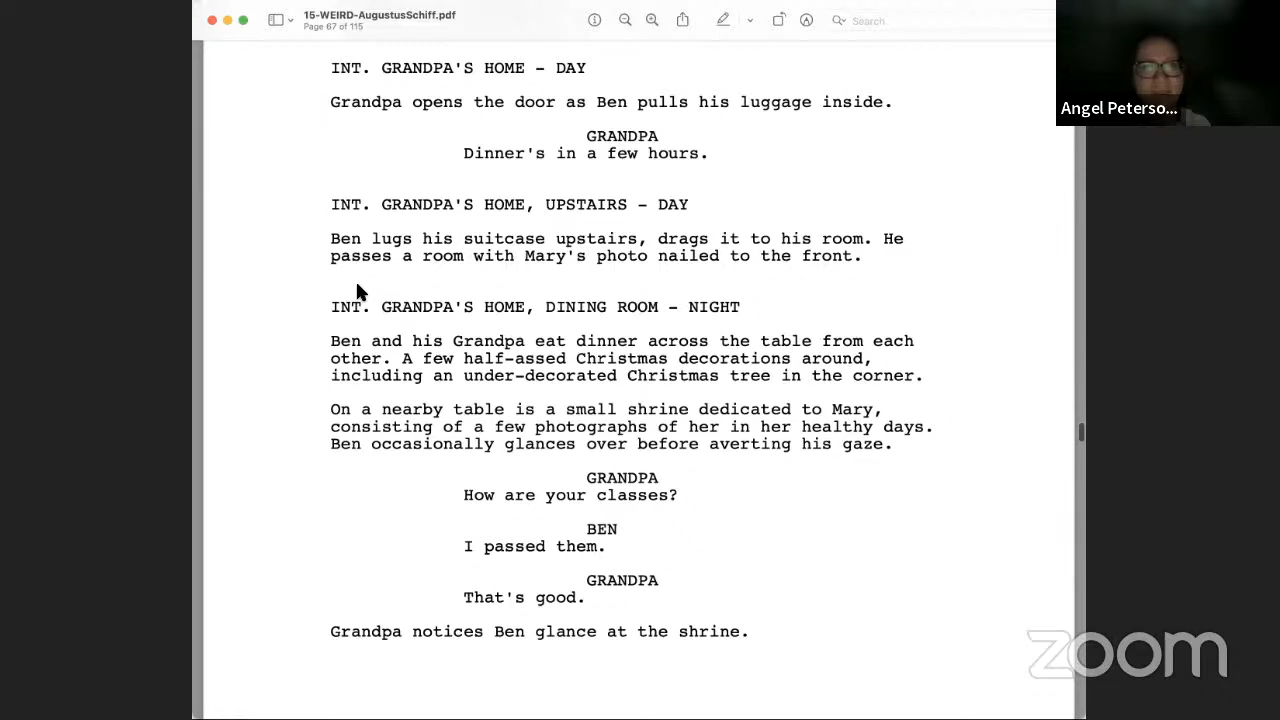 15-WEIRD-AugustusSchiff.pdf
Page 67 of 115
Search
Angel Peterso...
INT. GRANDPA'S HOME - DAY
Grandpa opens the door as Ben pulls his luggage inside.
GRANDPA
Dinner's in a few hours.
INT. GRANDPA'S HOME, UPSTAIRS - DAY
Ben lugs his suitcase upstairs, drags it to his room. He
passes a room with Mary's photo nailed to the front.
INT. GRANDPA'S HOME, DINING ROOM - NIGHT
Ben and his Grandpa eat dinner across the table from each
other. A few half-assed Christmas decorations around,
including an under-decorated Christmas tree in the corner.
On a nearby table is a small shrine dedicated to Mary,
consisting of a few photographs of her in her healthy days.
Ben occasionally glances over before averting his gaze.
GRANDPA
How are your classes?
BEN
I passed them.
GRANDPA
That's good.
Grandpa notices Ben glance at the shrine.
zoom